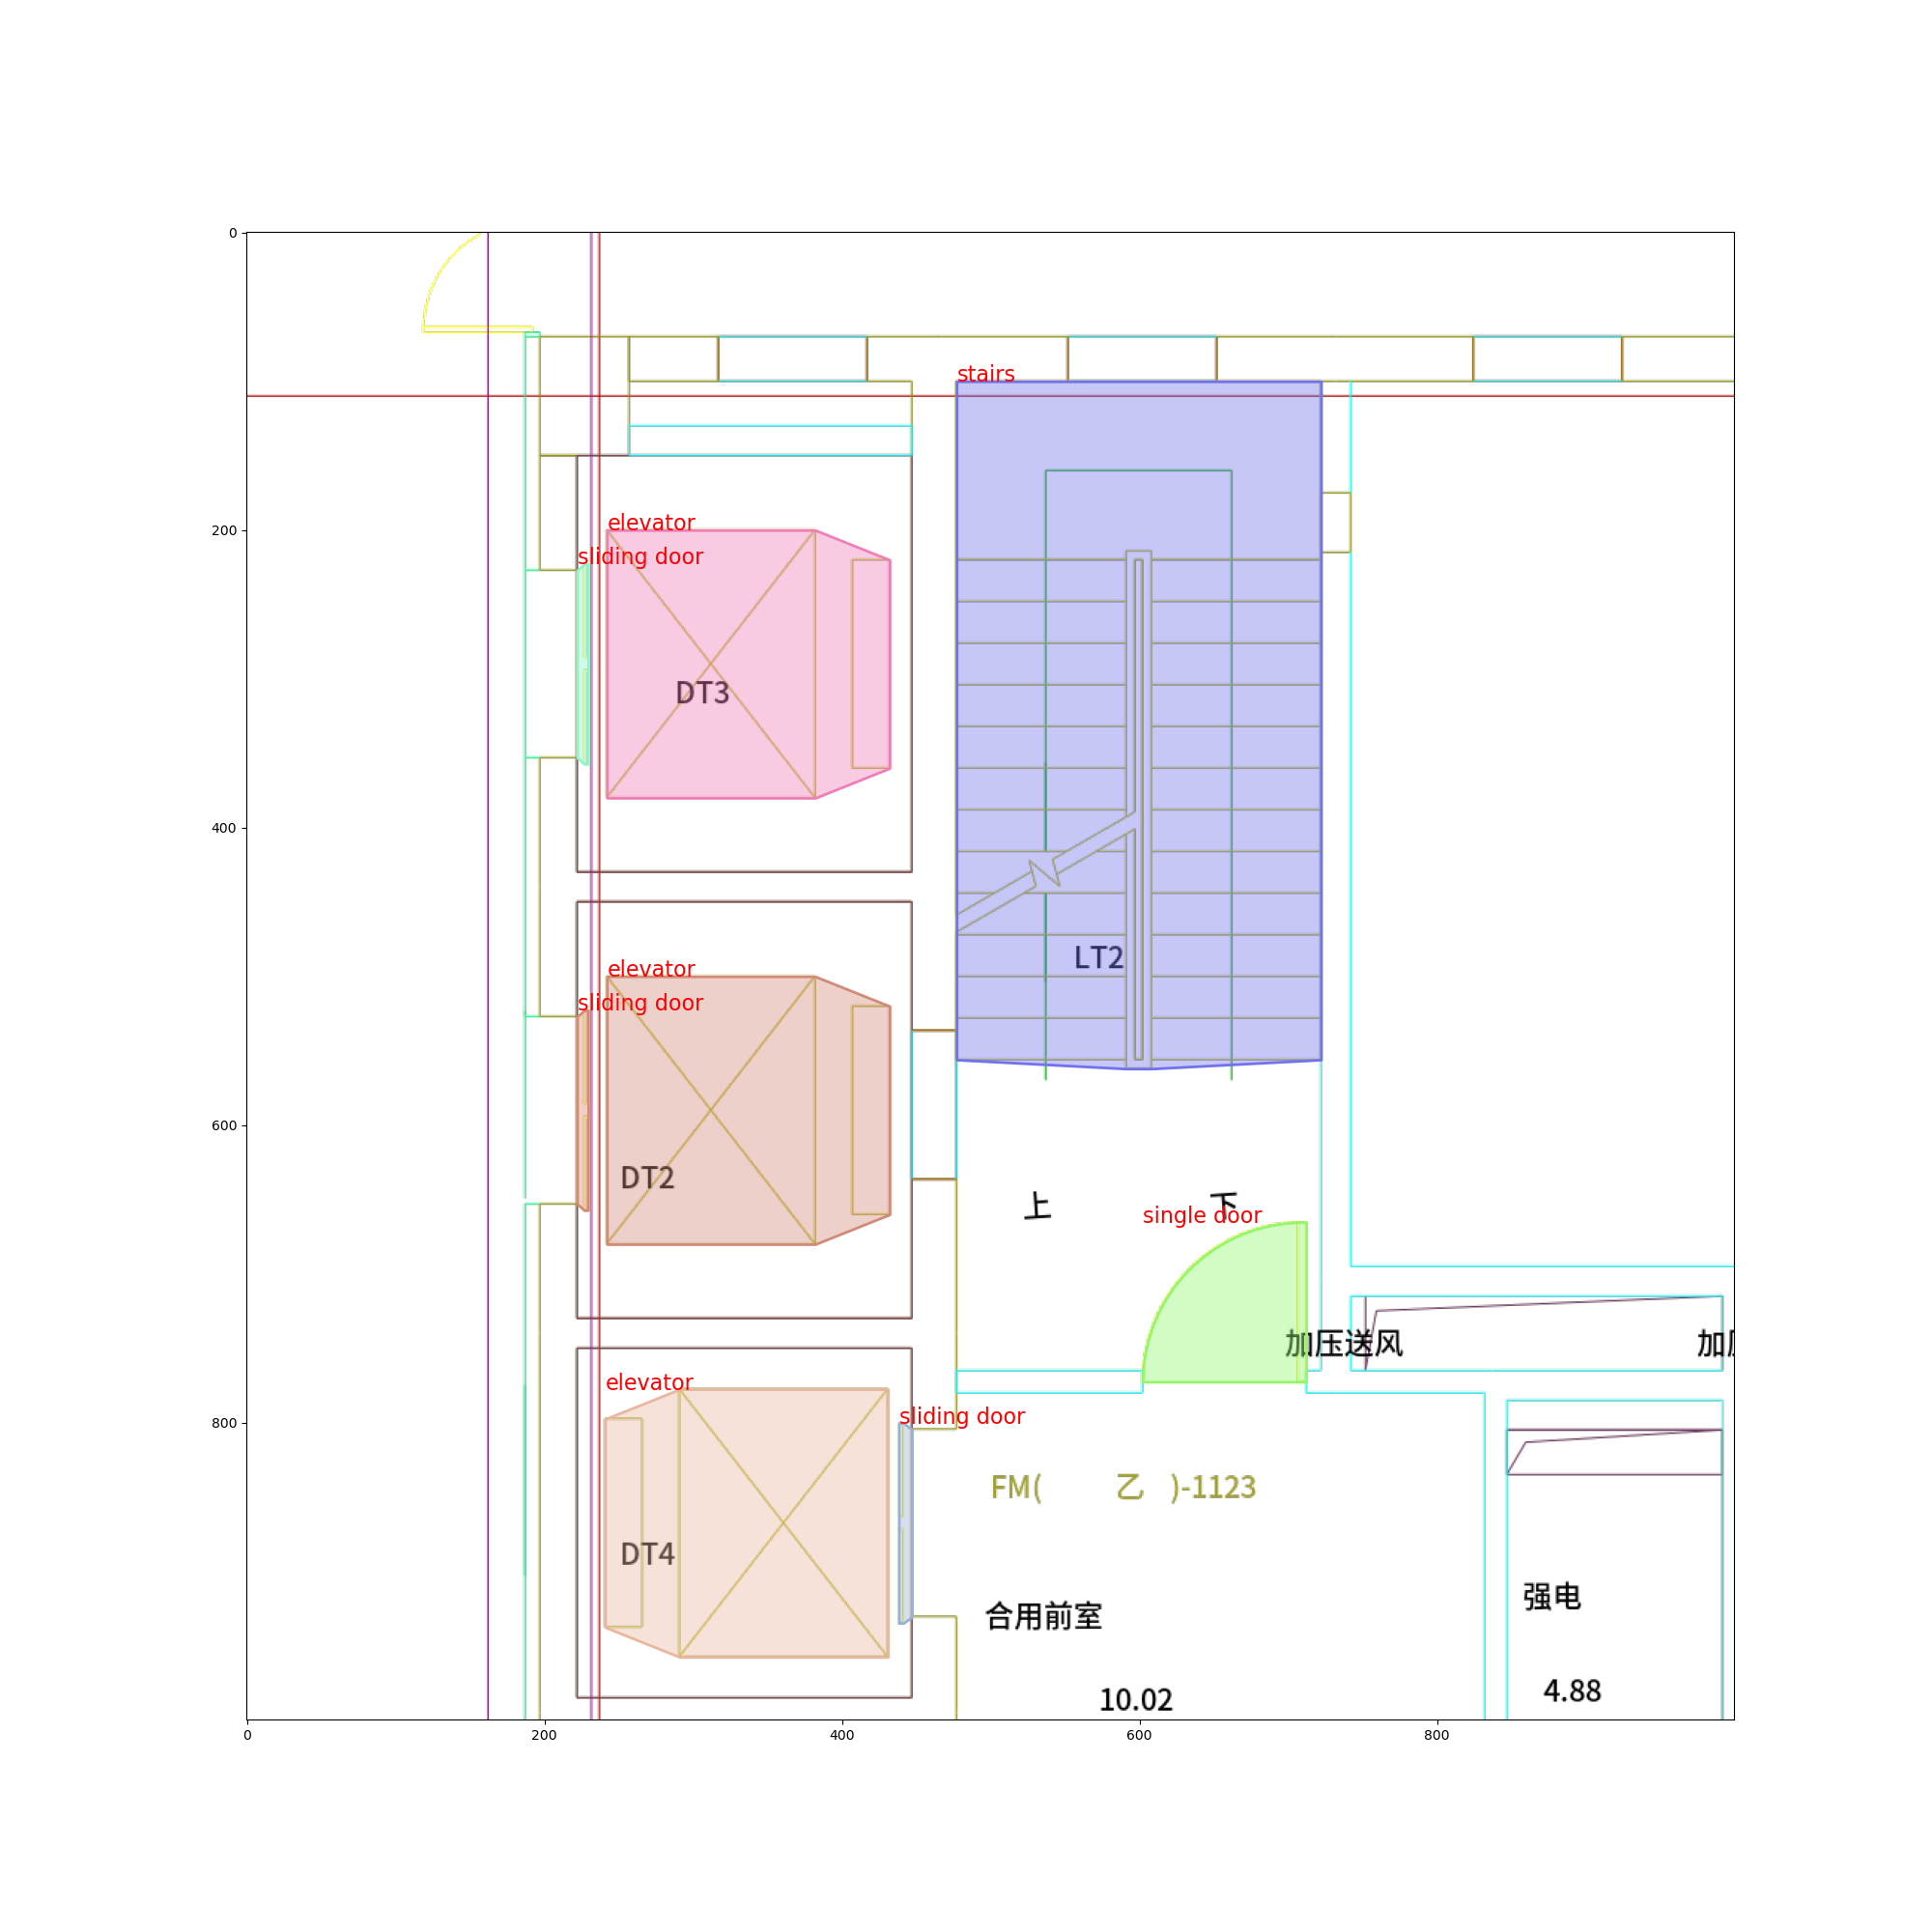 0
200
400
600
800
0
200
400
600
800
stairs
elevator
sliding door
DT3
LT2
elevator
sliding door
DT2
上
下
single door
加压送风
elevator
sliding door
FM( 乙 )-1123
DT4
合用前室
强电
10.02
4.88